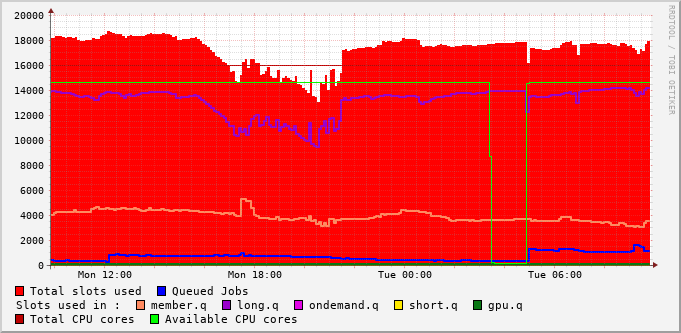 20000
18000
16000
14000
12000
10000
8000
6000
4000
2000
0
Mon 12:00 Mon 18:00 Tue 00:00 Tue 06:00
RRDTOOL / TOBI OETIKER
Total slots used Queued Jobs
Slots used in : member.q long.q ondemand.q short.q gpu.q
Total CPU cores Available CPU cores